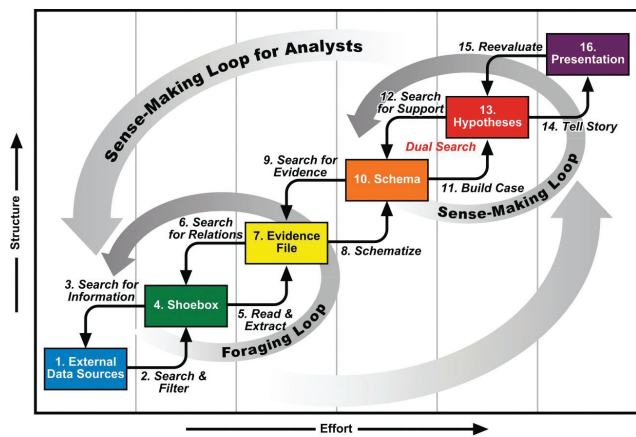 Sense-Making Loop for Analysts
15. Reevaluate
16.
Presentation
12. Search
for Support
13.
Hypotheses
14. Tell Story
Dual Search
9. Search for
Evidence
10. Schema
11. Build Case
Sense-Making Loop
6. Search
for Relations
7. Evidence
File
8. Schematize
3. Search for
Information
4. Shoebox
5. Read &
Extract
Foraging Loop
1. External
Data Sources
2. Search &
Filter
Structure
Effort